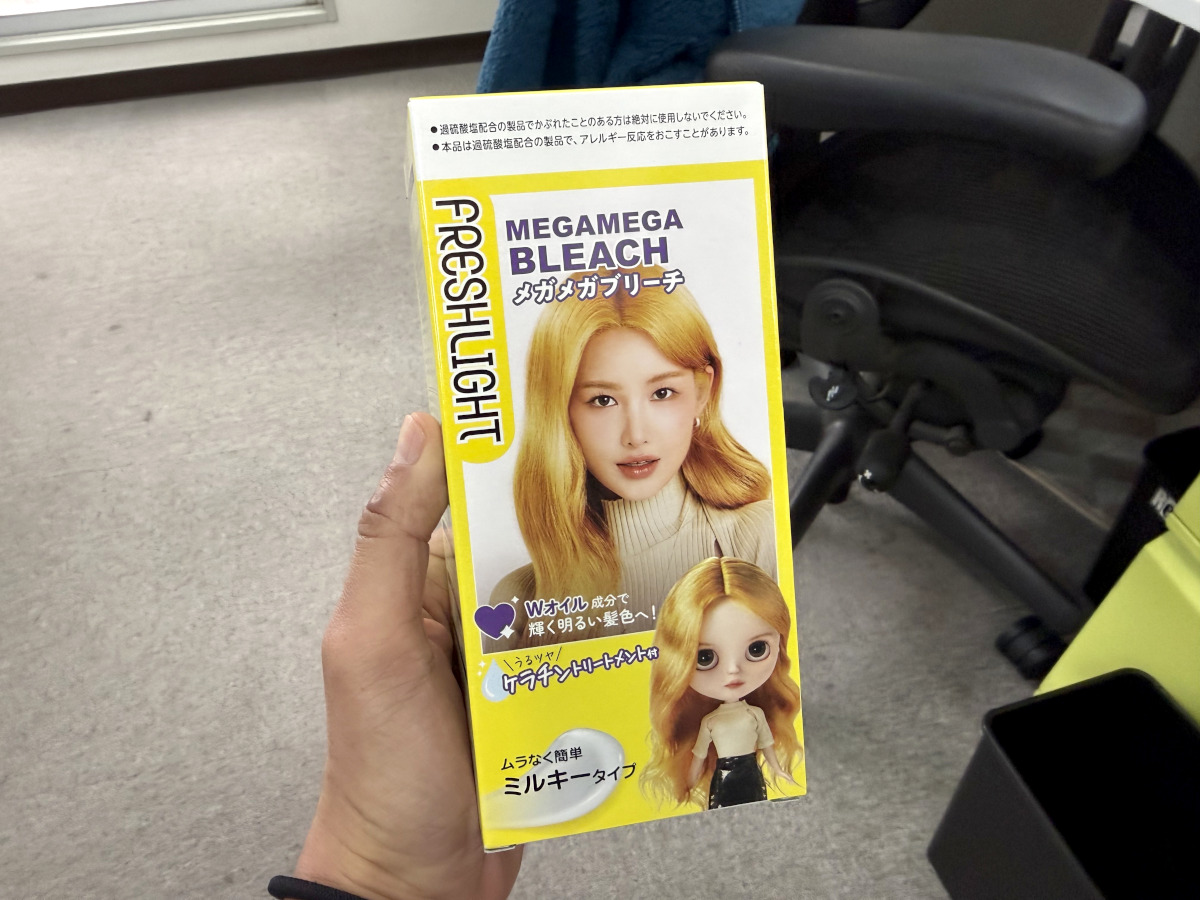 ●過硫酸塩配合の製品でかぶれたことのある方は絶対に使用しないでください。
●本品は過硫酸塩配合の製品で、アレルギー反応をおこすことがあります。
FRESHLIGHT
MEGAMEGA
BLEACH
メガメガブリーチ
Wオイル成分で
輝く明るい髪色へ!
うるツヤ
ケラチントリートメント付
ムラなく簡単
ミルキータイプ